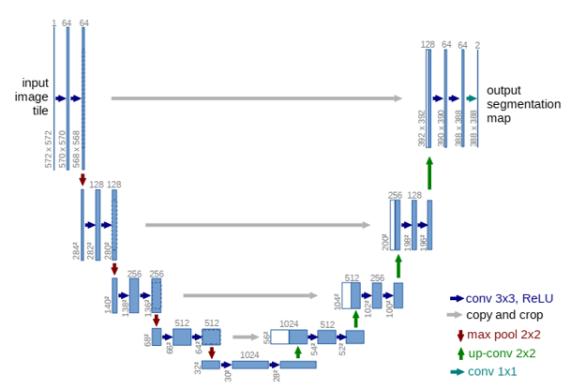 1 64 64
128 64 64 2
input
image
tile
output
segmentation
map
572 x 572
570 x 570
568 x 568
392 x 392
390 x 390
388 x 388
388 x 388
128 128
256 128
284²
282²
280²
200²
198²
196²
256 256
512 256
140²
138²
136²
104²
102²
100²
512 512
1024 512
68²
66²
64²
56²
54²
52²
1024
32²
30²
28²
conv 3x3, ReLU
copy and crop
max pool 2x2
up-conv 2x2
conv 1x1